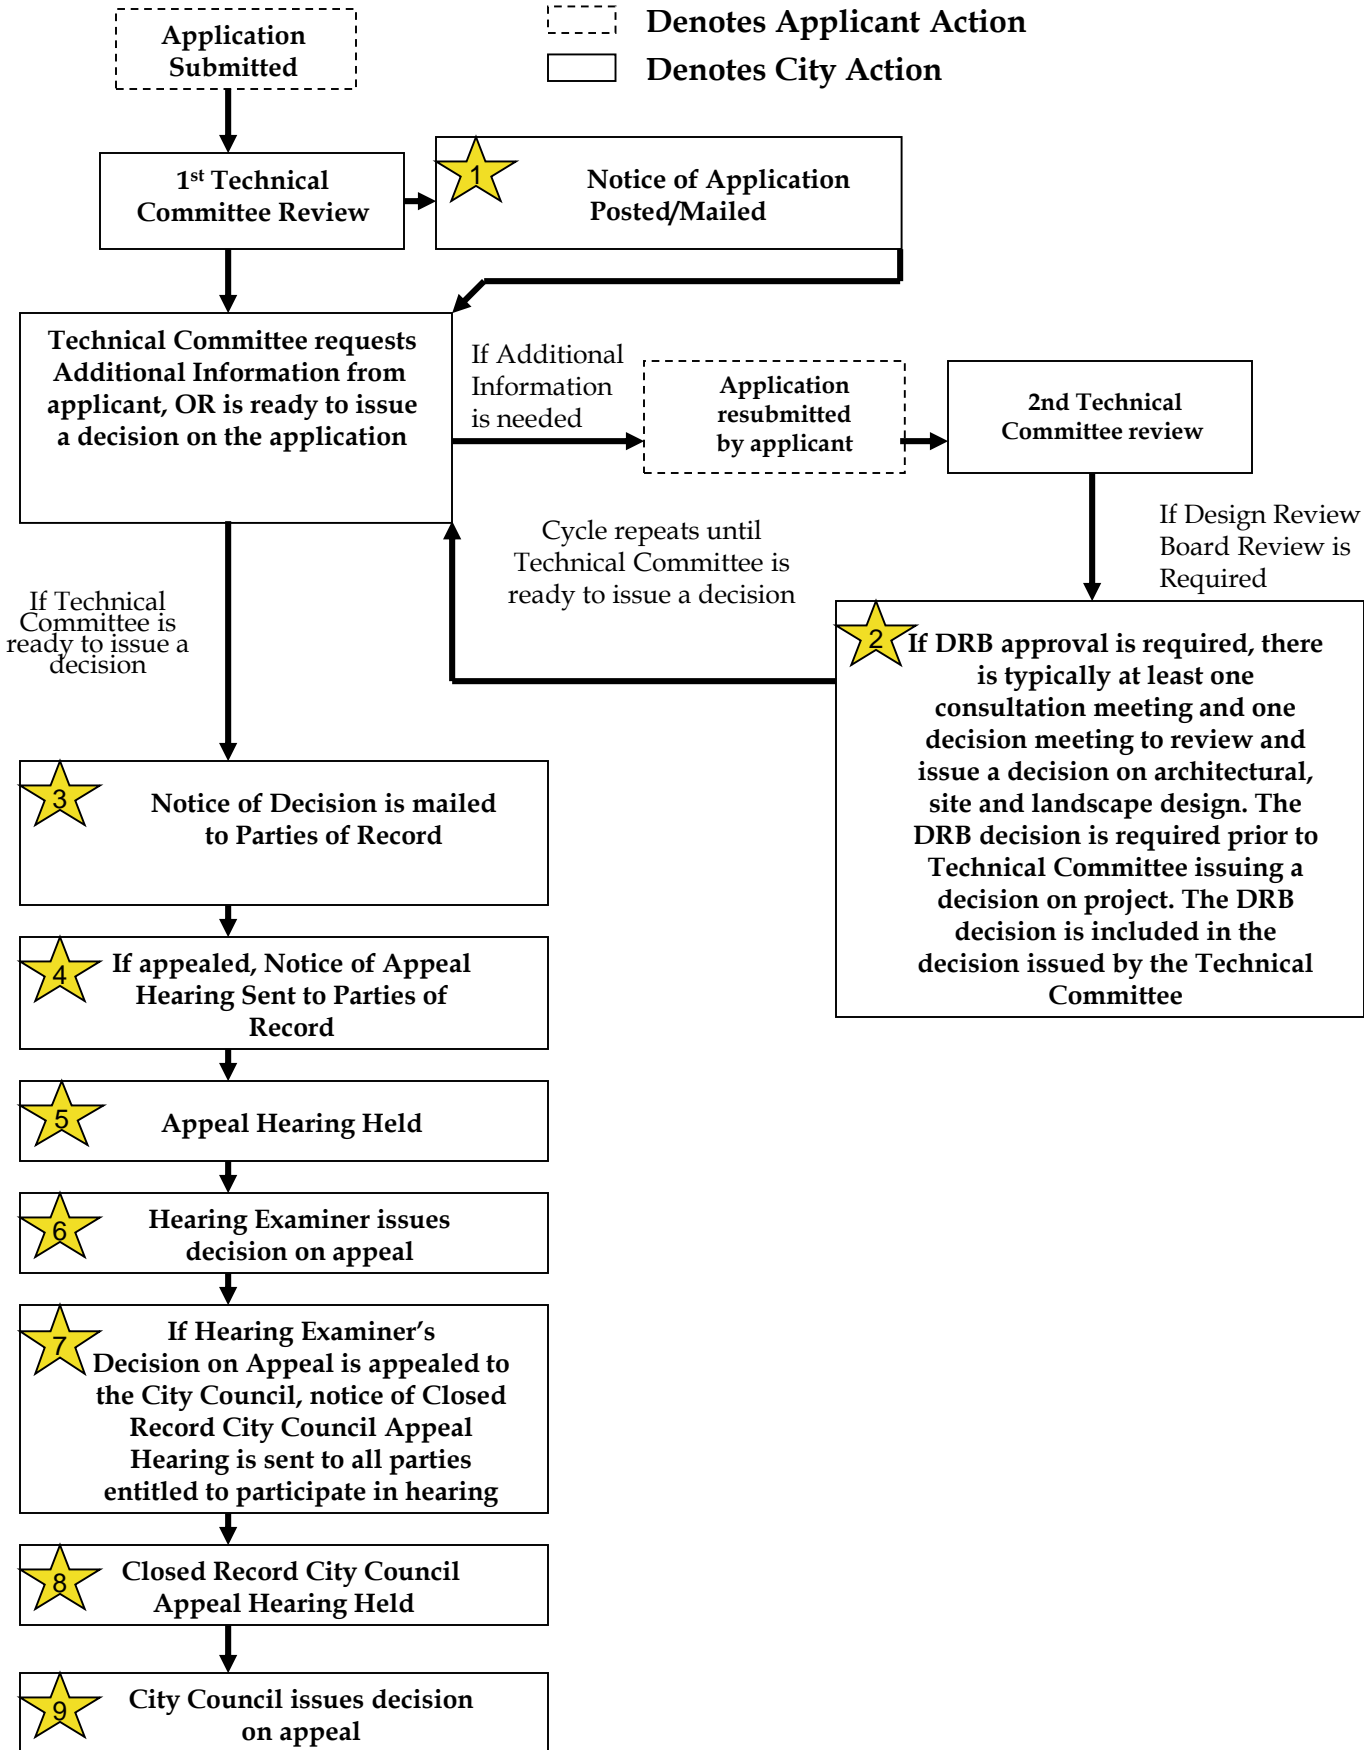 Application
Submitted
Denotes Applicant Action
Denotes City Action
1st Technical
Committee Review
1
Notice of Application
Posted/Mailed
Technical Committee requests
Additional Information from
applicant, OR is ready to issue
a decision on the application
If Additional
Information
is needed
Application
resubmitted
by applicant
2nd Technical
Committee review
If Design Review
Board Review is
Required
Cycle repeats until
Technical Committee is
ready to issue a decision
If Technical
Committee is
ready to issue a
decision
2
If DRB approval is required, there
is typically at least one
consultation meeting and one
decision meeting to review and
issue a decision on architectural,
site and landscape design. The
DRB decision is required prior to
Technical Committee issuing a
decision on project. The DRB
decision is included in the
decision issued by the Technical
Committee
3
Notice of Decision is mailed
to Parties of Record
4
If appealed, Notice of Appeal
Hearing Sent to Parties of
Record
5
Appeal Hearing Held
6
Hearing Examiner issues
decision on appeal
7
If Hearing Examiner’s
Decision on Appeal is appealed to
the City Council, notice of Closed
Record City Council Appeal
Hearing is sent to all parties
entitled to participate in hearing
8
Closed Record City Council
Appeal Hearing Held
9
City Council issues decision
on appeal